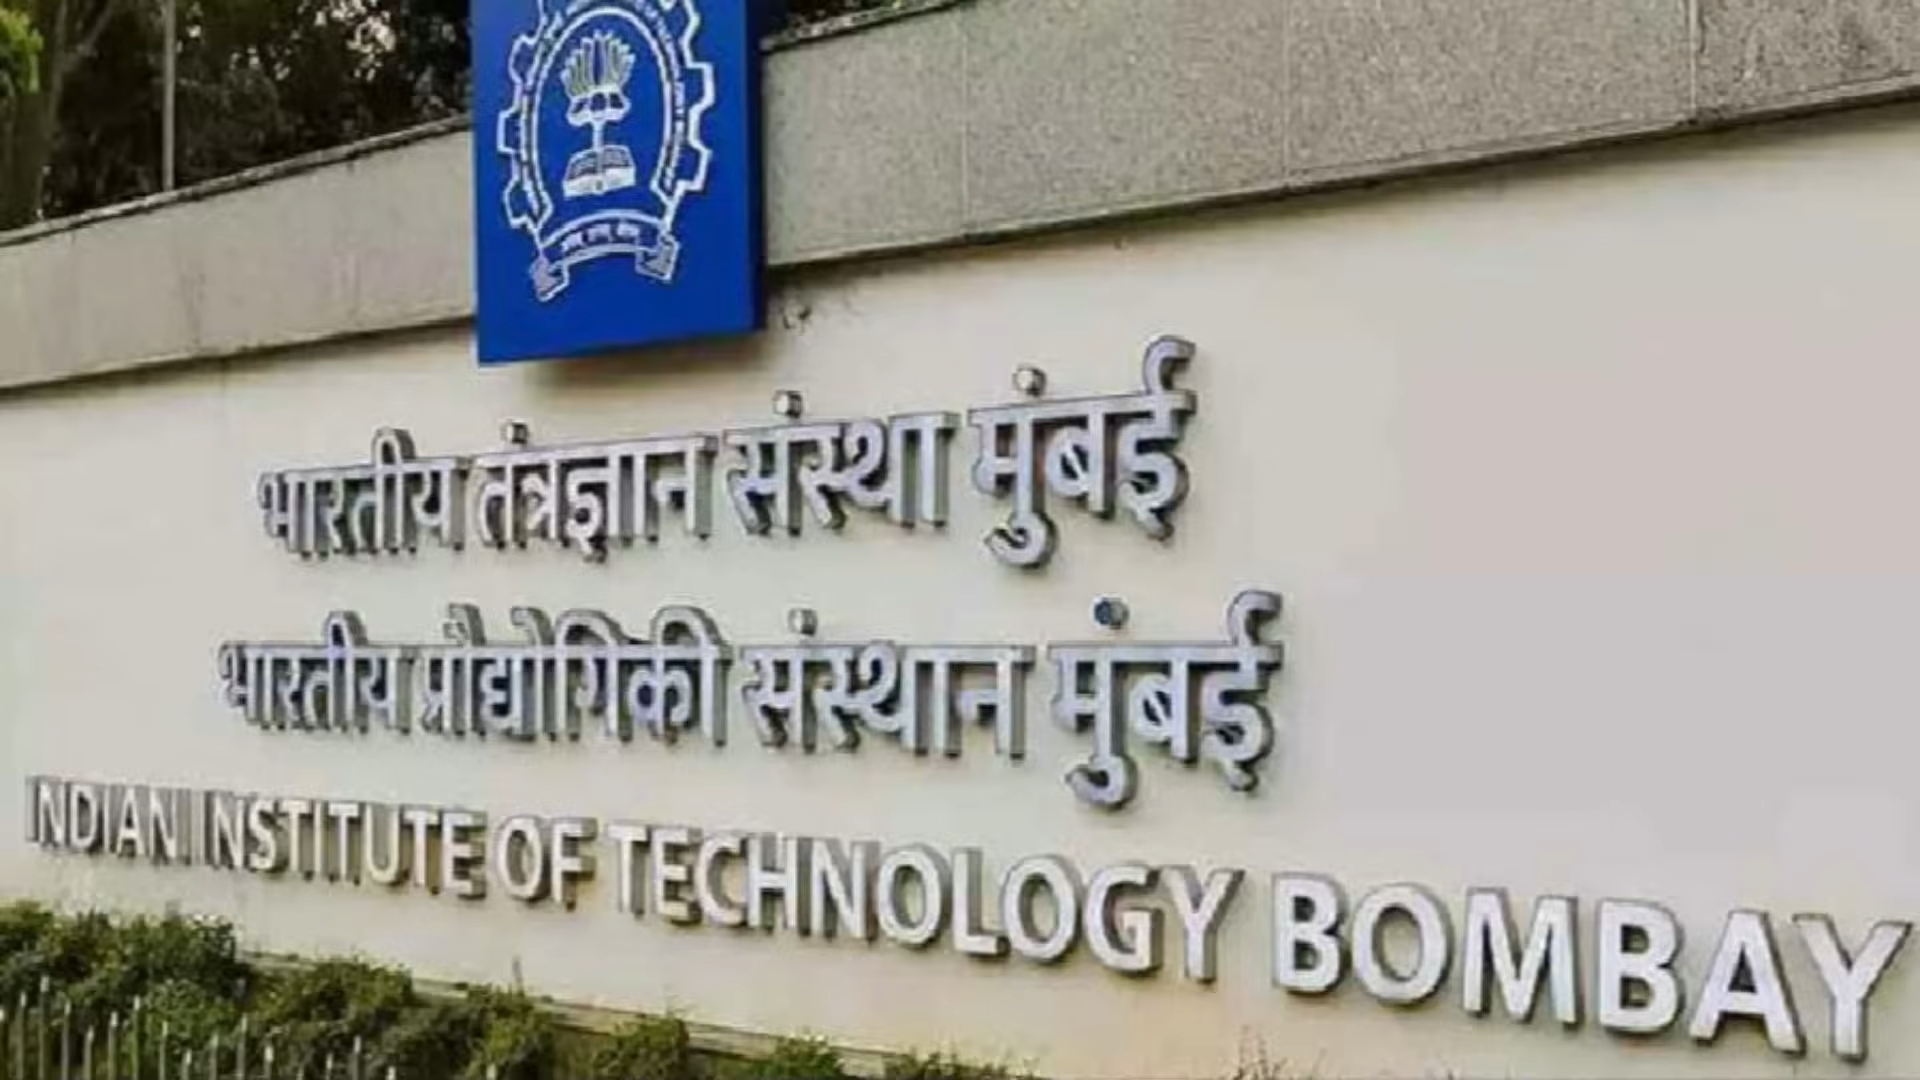 भारतीय तंत्रज्ञान संस्था मुंबई
भारतीय प्रौद्योगिकी संस्थान मुंबई
INDIAN INSTITUTE OF TECHNOLOGY BOMBAY